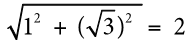 √(1² + (√3)²) = 2